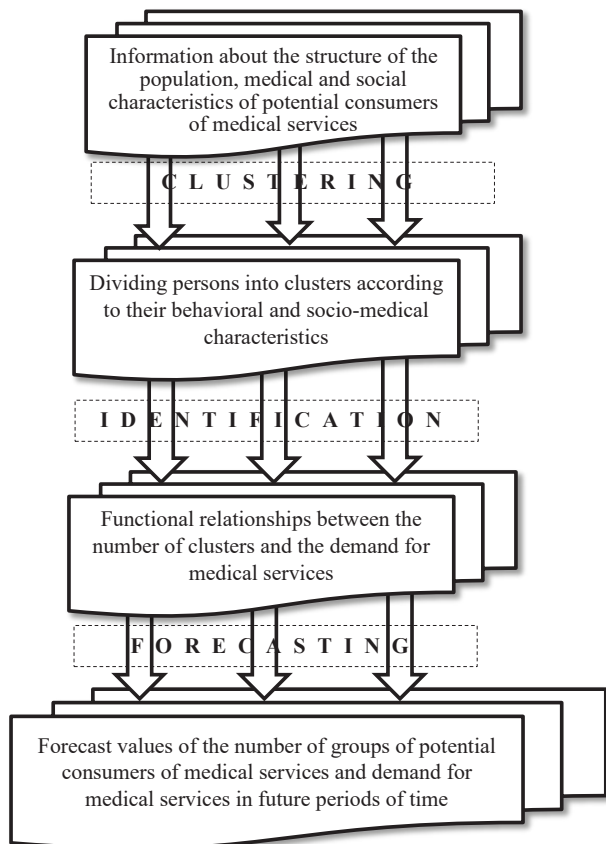 Information about the structure of the
population, medical and social
characteristics of potential consumers
of medical services
CLUSTERING
Dividing persons into clusters according
to their behavioral and socio-medical
characteristics
IDENTIFICATION
Functional relationships between the
number of clusters and the demand for
medical services
FORECASTING
Forecast values of the number of groups of potential
consumers of medical services and demand for
medical services in future periods of time